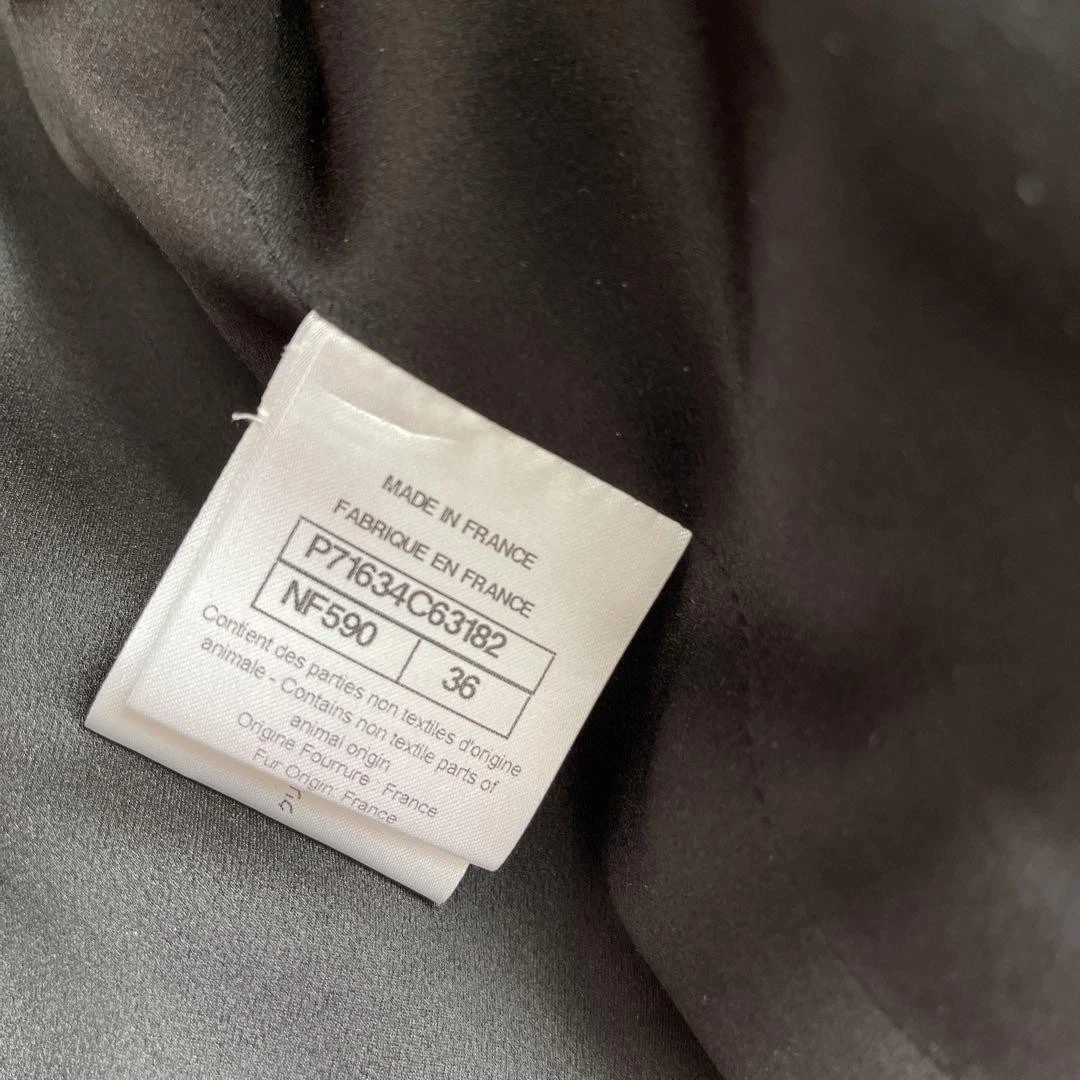 MADE IN FRANCE
FABRIQUE EN FRANCE
P71634C63182
NF590 36
Contient des parties non textiles d'origine
animale - Contains non textile parts of
animal origin
Origine Fourrure : France
Fur Origin: France